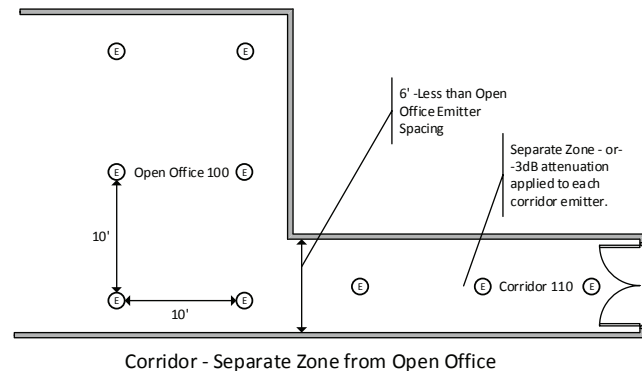 E
E
6' -Less than Open
Office Emitter
Spacing
Separate Zone - or-
-3dB attenuation
applied to each
corridor emitter.
E
Open Office 100
E
10'
E
10'
E
E
E
Corridor 110
E
Corridor - Separate Zone from Open Office